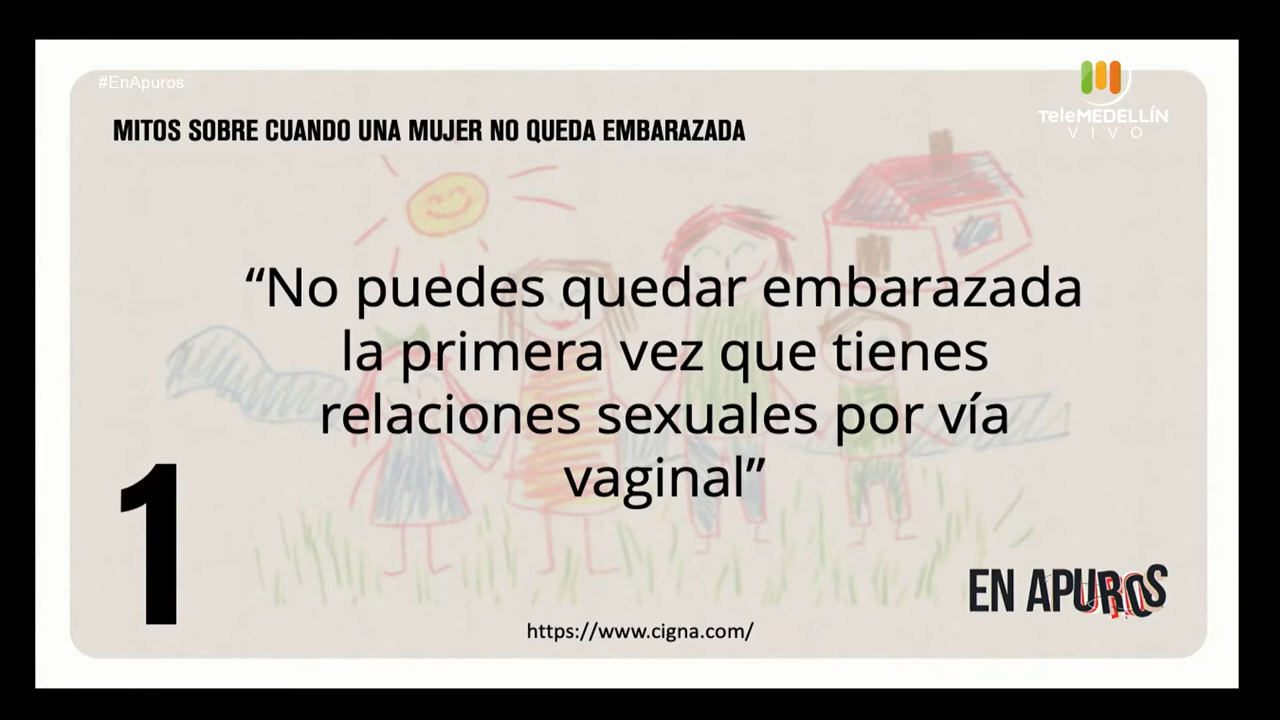 #EnApuros
TeleMEDELLÍN
VIVO
MITOS SOBRE CUANDO UNA MUJER NO QUEDA EMBARAZADA
“No puedes quedar embarazada
la primera vez que tienes
relaciones sexuales por vía
vaginal”
1
EN APUROS
https://www.cigna.com/